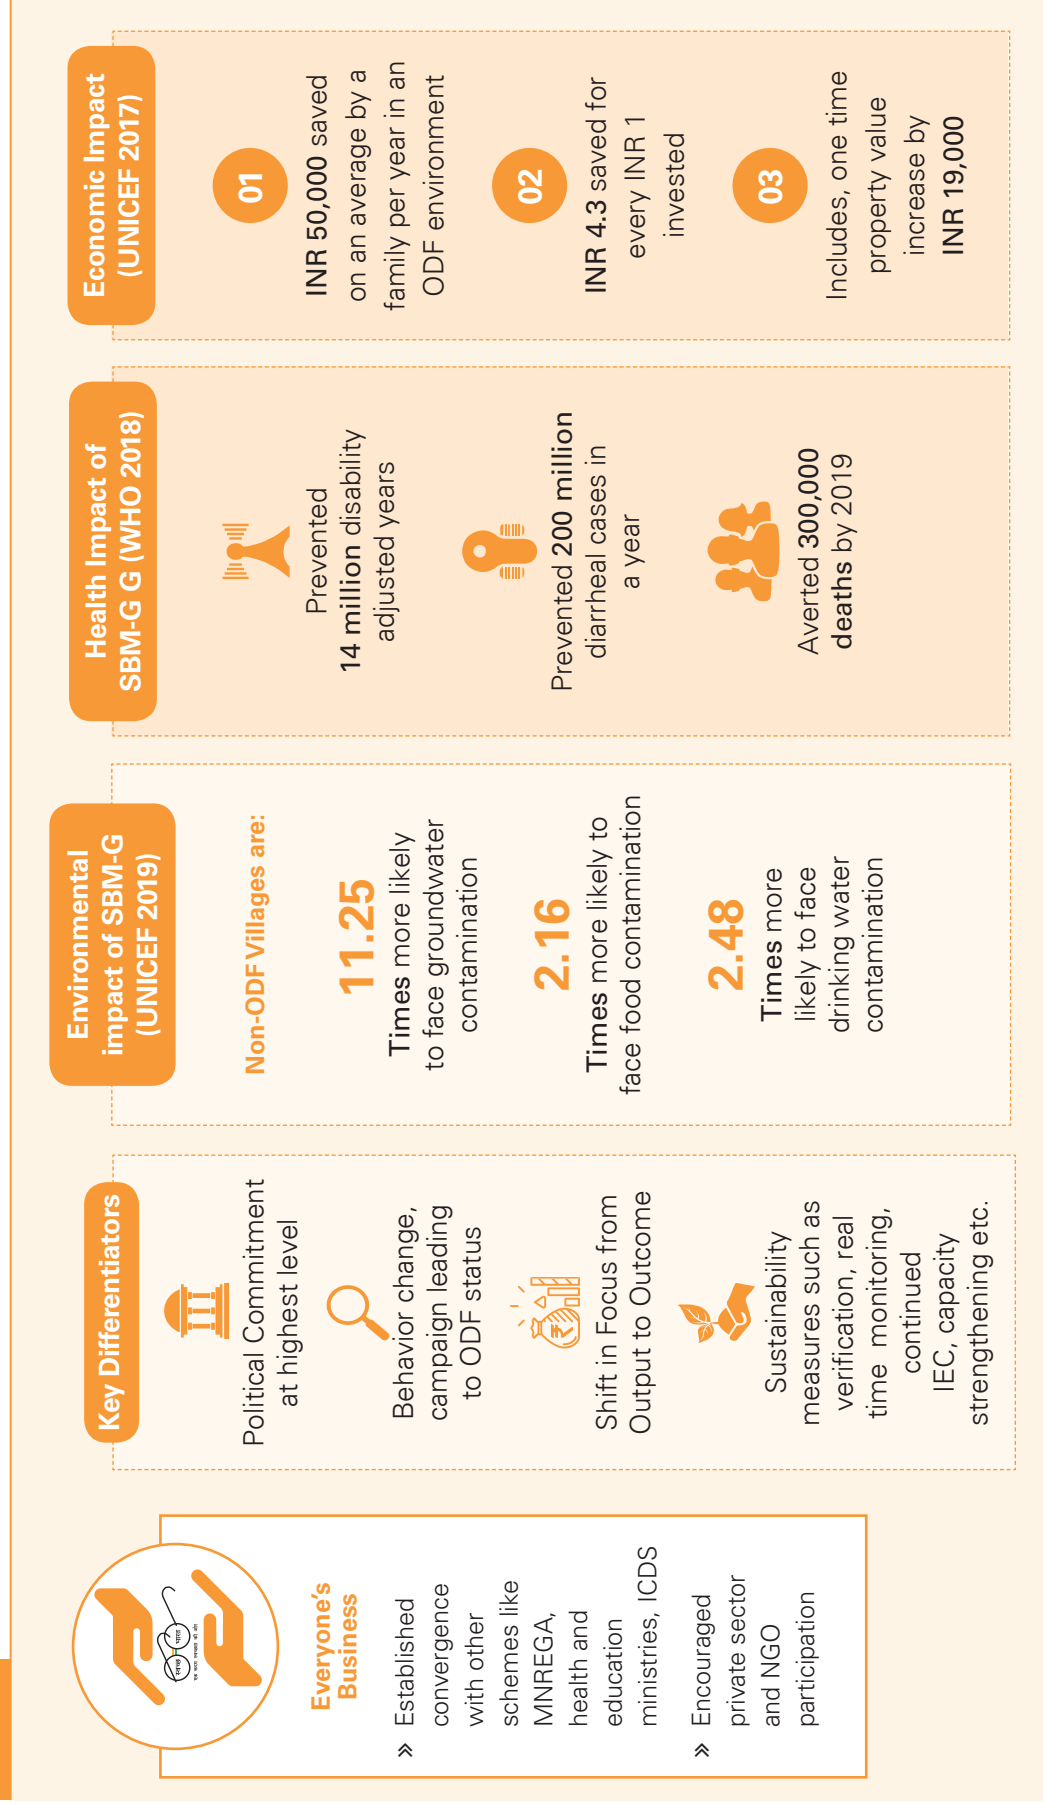 स्वच्छ भारत
एक कदम स्वच्छता की ओर
Everyone's
Business
» Established
convergence
with other
schemes like
MNREGA,
health and
education
ministries, ICDS
» Encouraged
private sector
and NGO
participation
Key Differentiators
Political Commitment
at highest level
Behavior change,
campaign leading
to ODF status
₹
Shift in Focus from
Output to Outcome
Sustainability
measures such as
verification, real
time monitoring,
continued
IEC, capacity
strengthening etc.
Environmental
impact of SBM-G
(UNICEF 2019)
Non-ODF Villages are:
11.25
Times more likely
to face groundwater
contamination
2.16
Times more likely to
face food contamination
2.48
Times more
likely to face
drinking water
contamination
Health Impact of
SBM-G G (WHO 2018)
Prevented
14 million disability
adjusted years
Prevented 200 million
diarrheal cases in
a year
Averted 300,000
deaths by 2019
Economic Impact
(UNICEF 2017)
01
INR 50,000 saved
on an average by a
family per year in an
ODF environment
02
INR 4.3 saved for
every INR 1
invested
03
Includes, one time
property value
increase by
INR 19,000